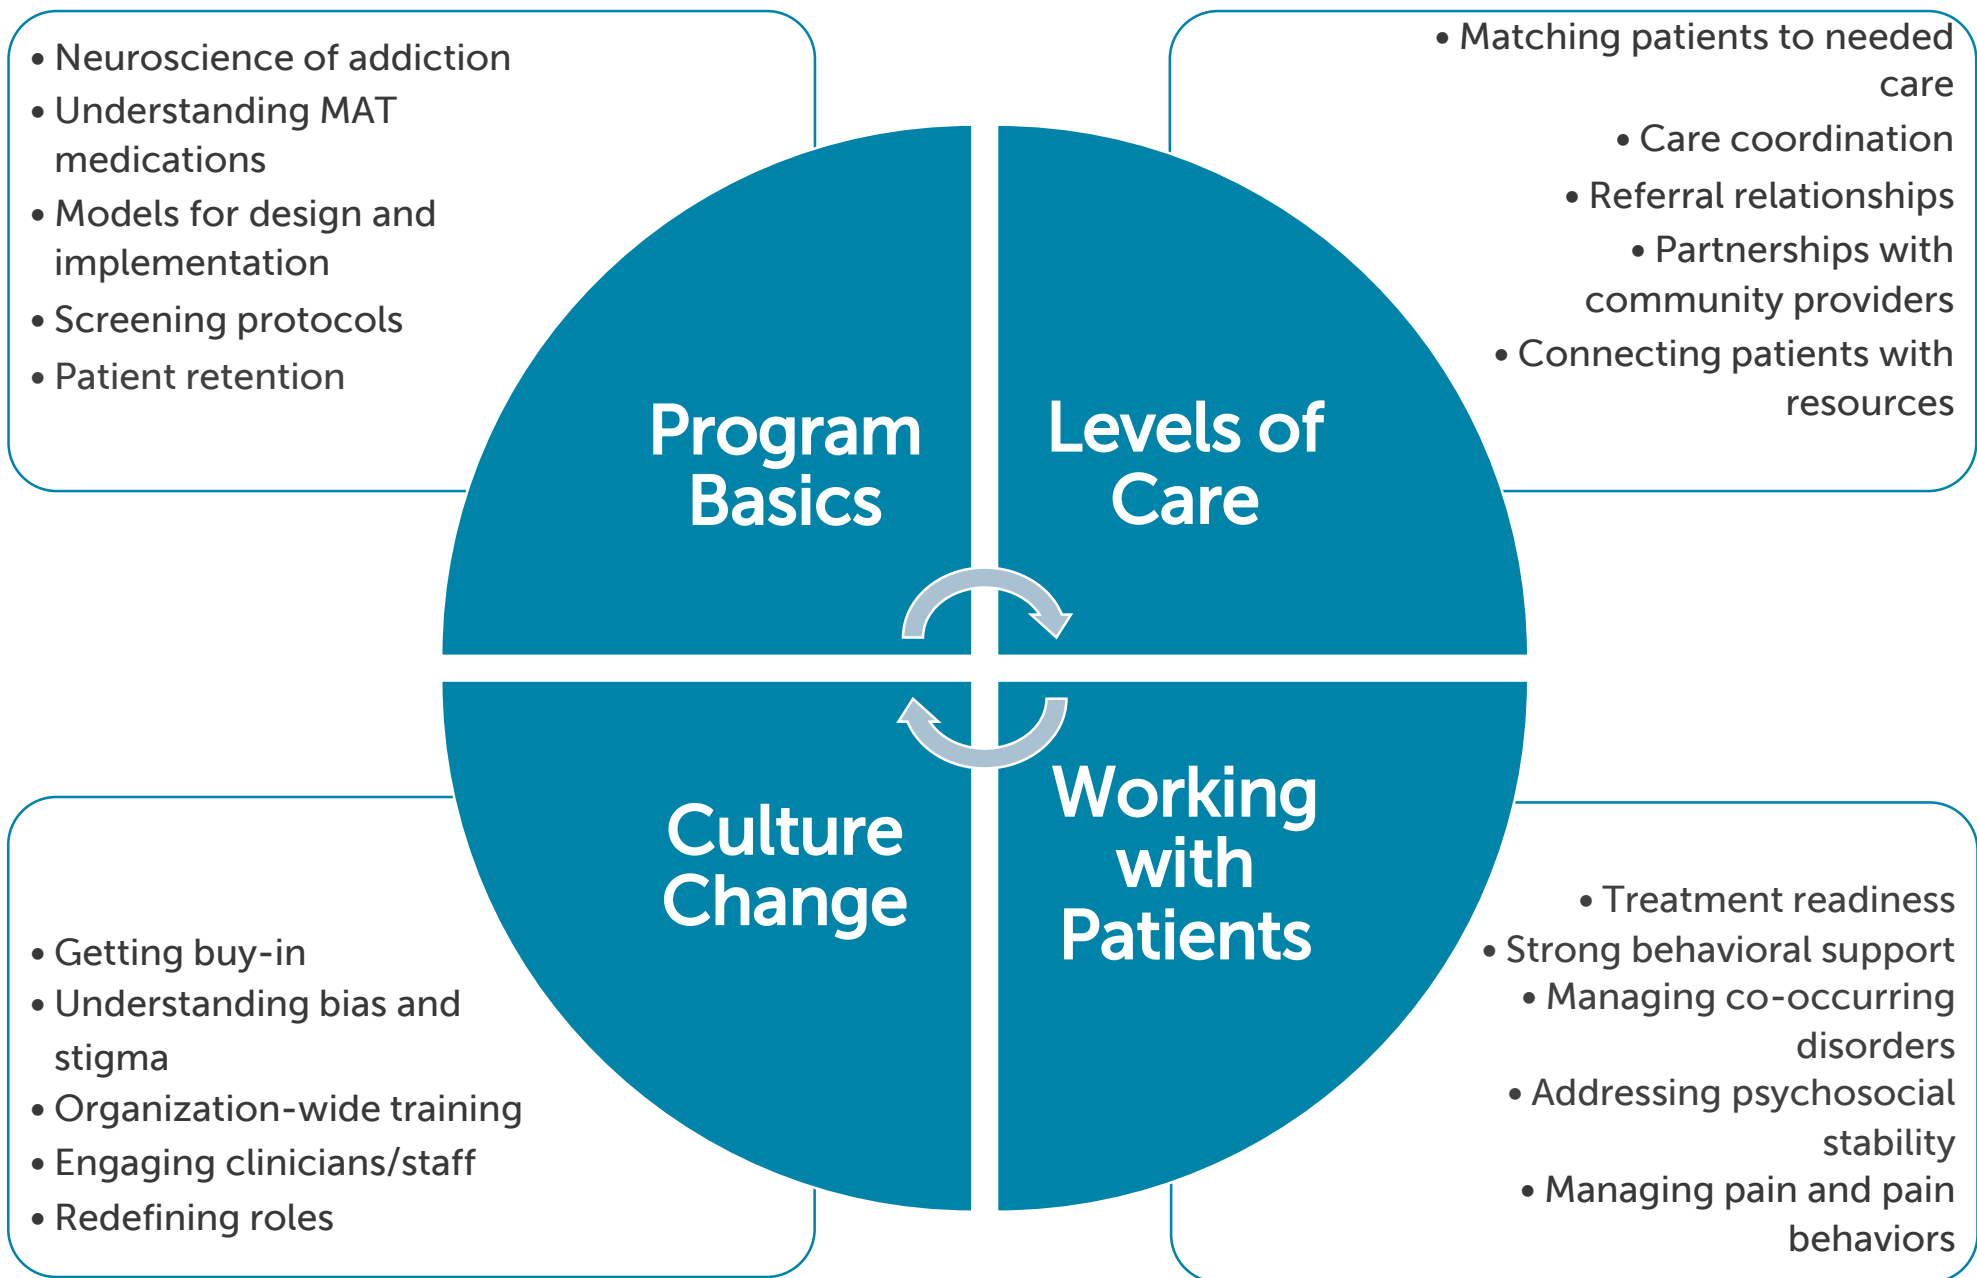 • Neuroscience of addiction
• Understanding MAT
medications
• Models for design and
implementation
• Screening protocols
• Patient retention
• Matching patients to needed
care
• Care coordination
• Referral relationships
• Partnerships with
community providers
• Connecting patients with
resources
Program
Basics
Levels of
Care
Culture
Change
Working
with
Patients
• Getting buy-in
• Understanding bias and
stigma
• Organization-wide training
• Engaging clinicians/staff
• Redefining roles
• Treatment readiness
• Strong behavioral support
• Managing co-occurring
disorders
• Addressing psychosocial
stability
• Managing pain and pain
behaviors